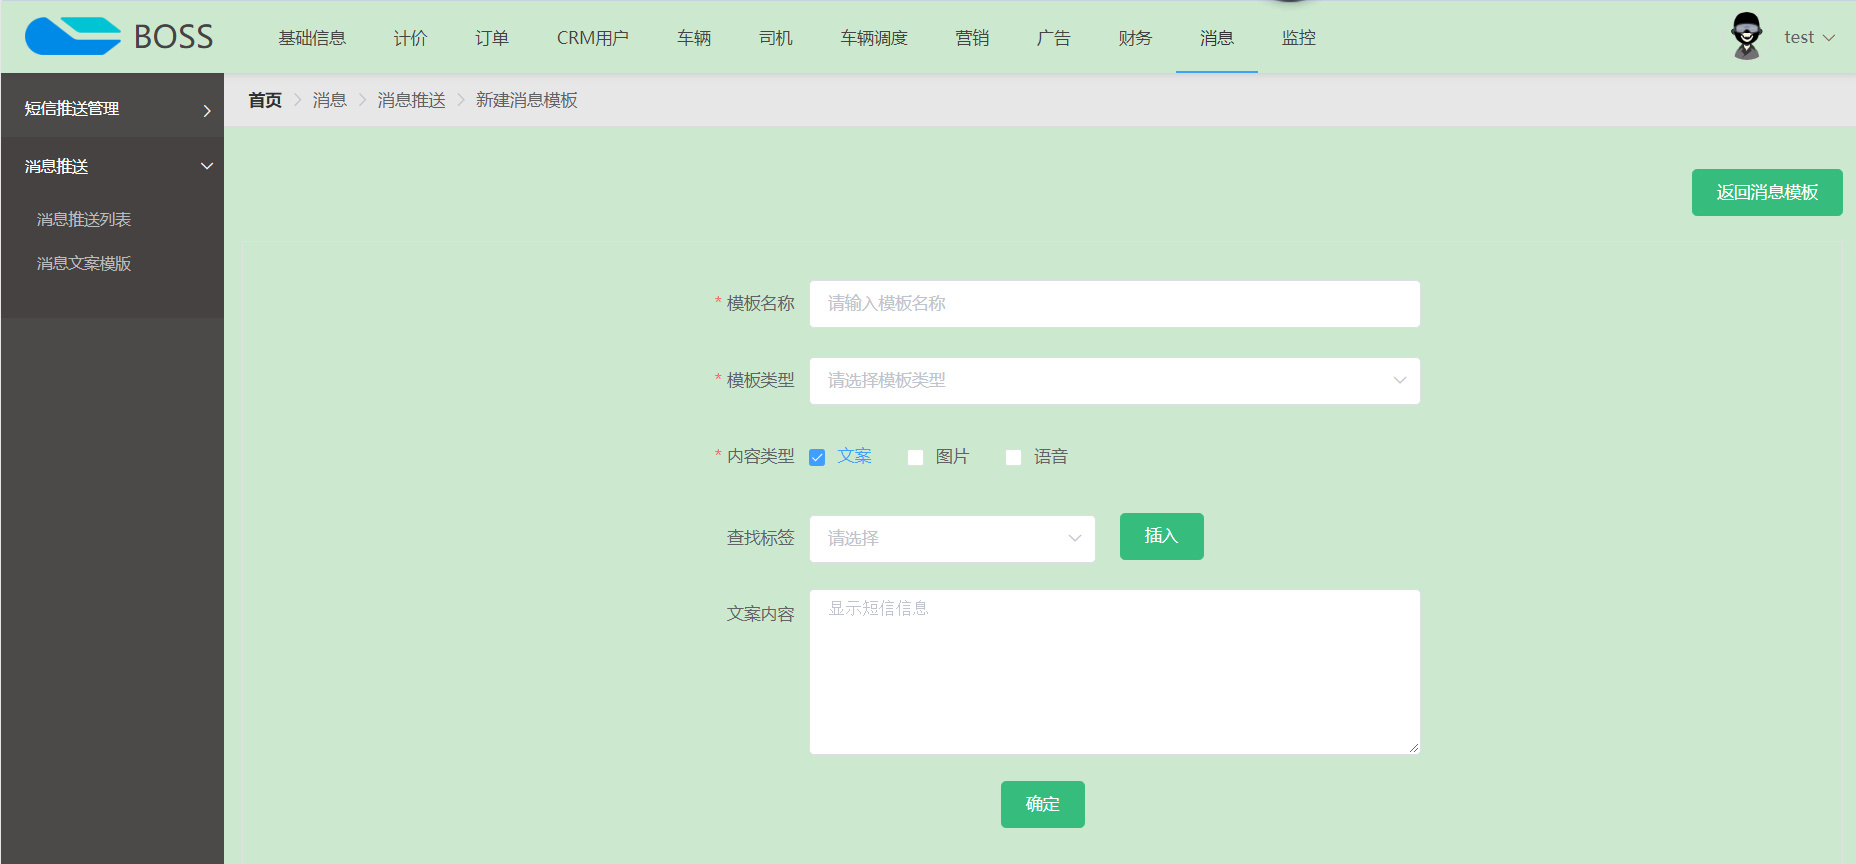 BOSS 基础信息 计价 订单 CRM用户 车辆 司机 车辆调度 营销 广告 财务 消息 监控 test
短信推送管理
消息推送
消息推送列表
消息文案模版
首页 消息 消息推送 新建消息模板
返回消息模板
* 模板名称 请输入模板名称
* 模板类型 请选择模板类型
* 内容类型 文案 图片 语音
查找标签 请选择 插入
文案内容 显示短信信息
确定